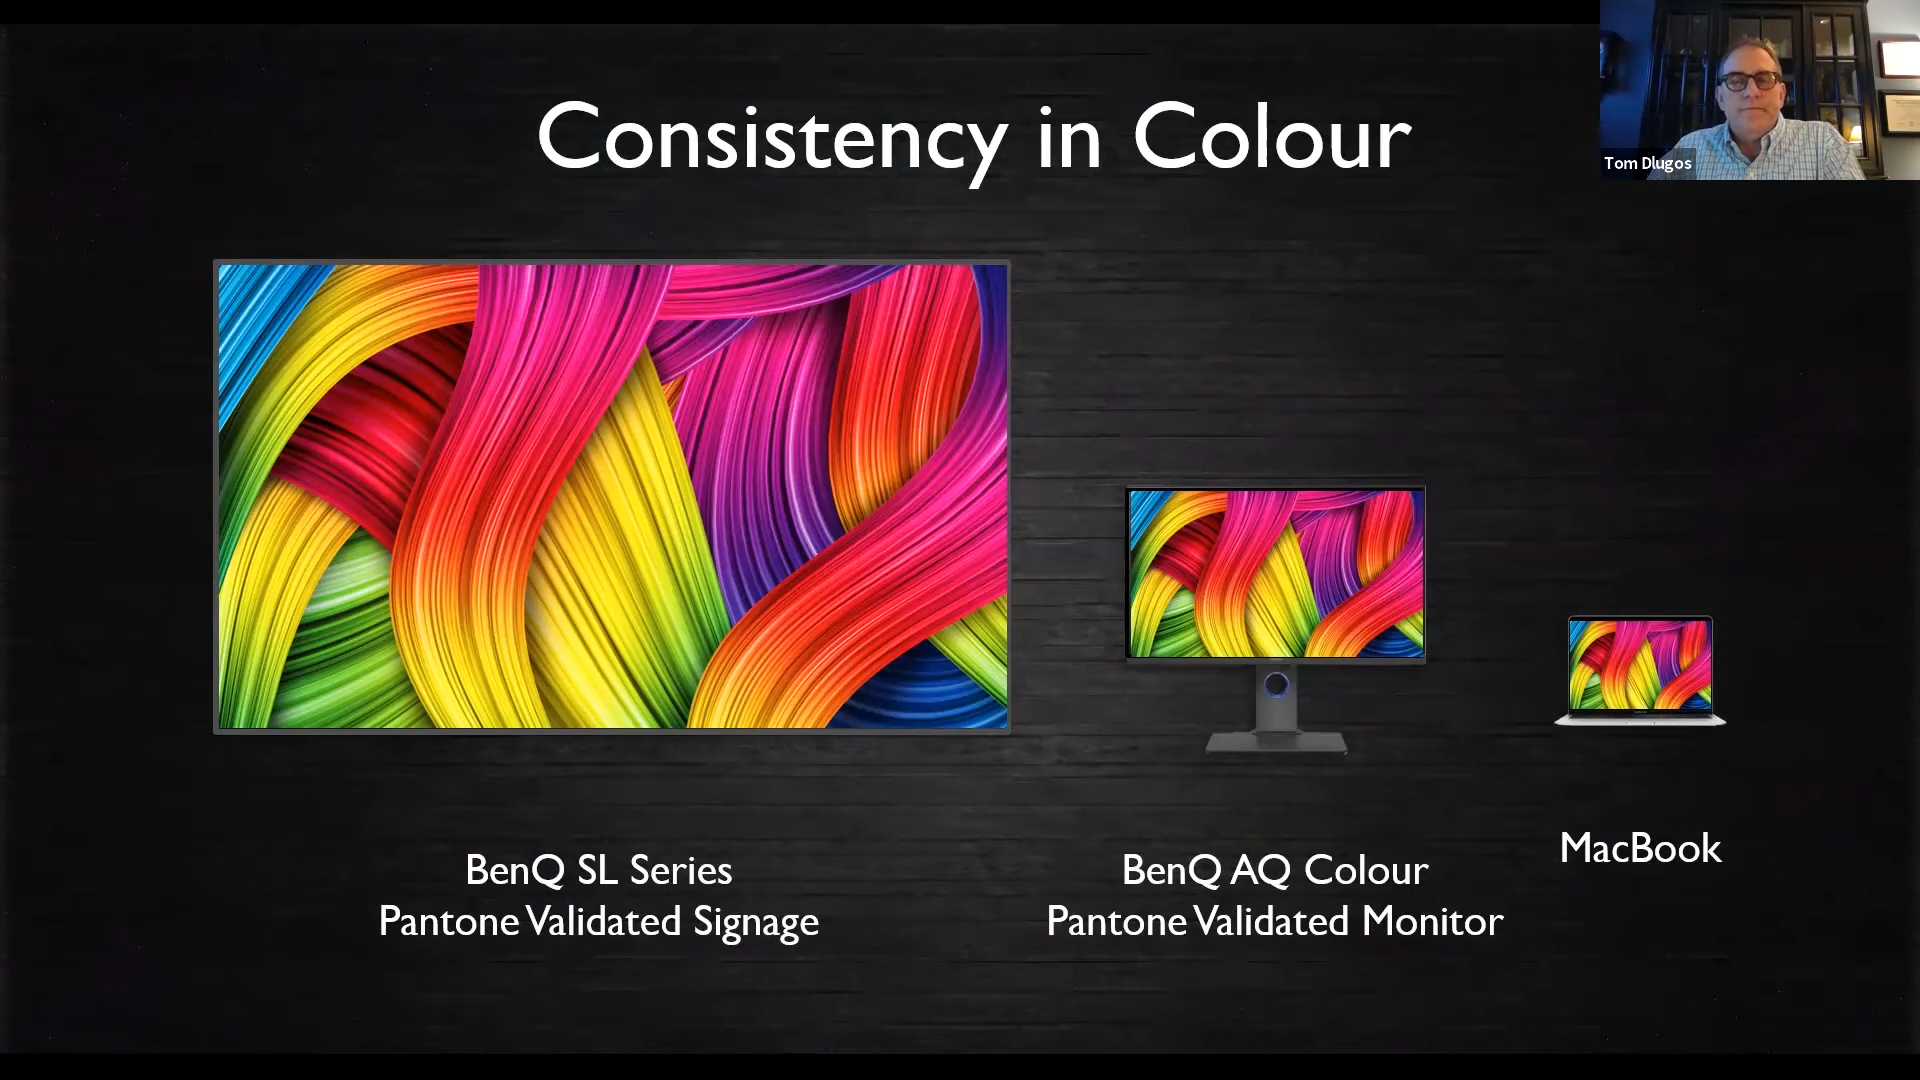 Consistency in Colour
Tom Dlugos
BenQ SL Series
Pantone Validated Signage
BenQ AQ Colour
Pantone Validated Monitor
MacBook